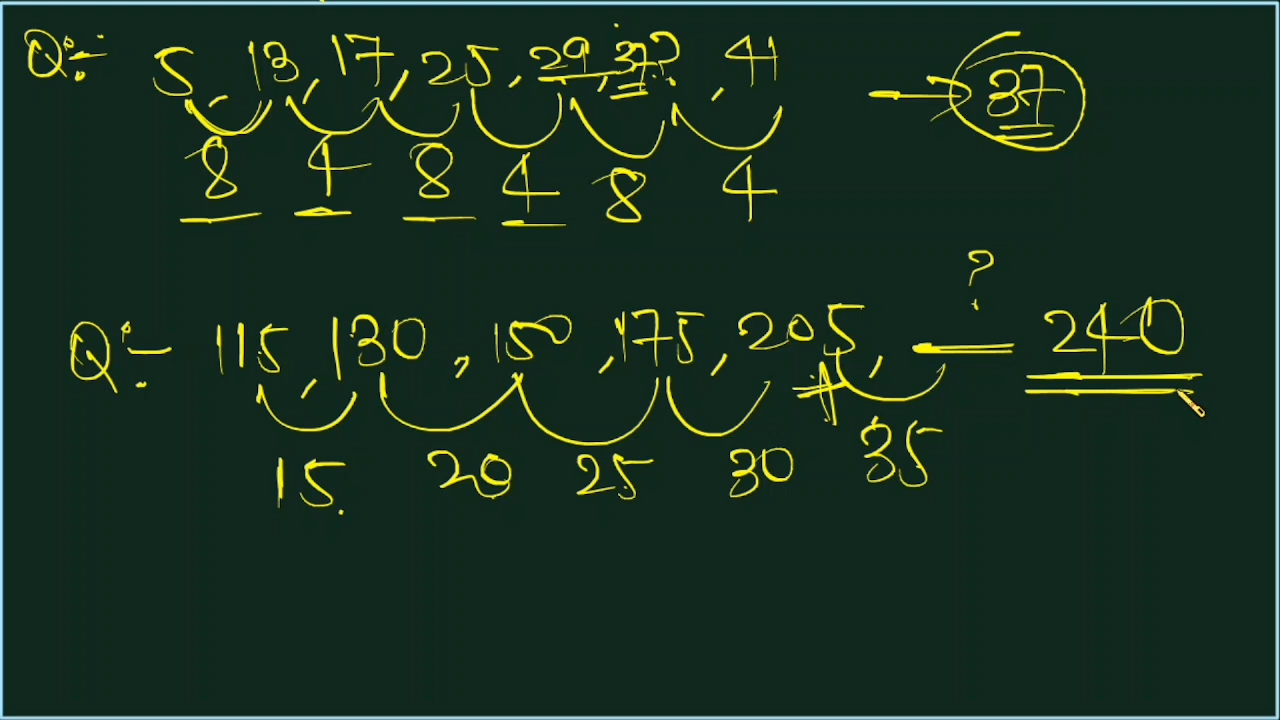 Q:- 5, 13, 17, 25, 29, 37?, 41 → 37
8 4 8 4 8 4
?
Q:- 115, 130, 150, 175, 205, — 240
15 20 25 30 35